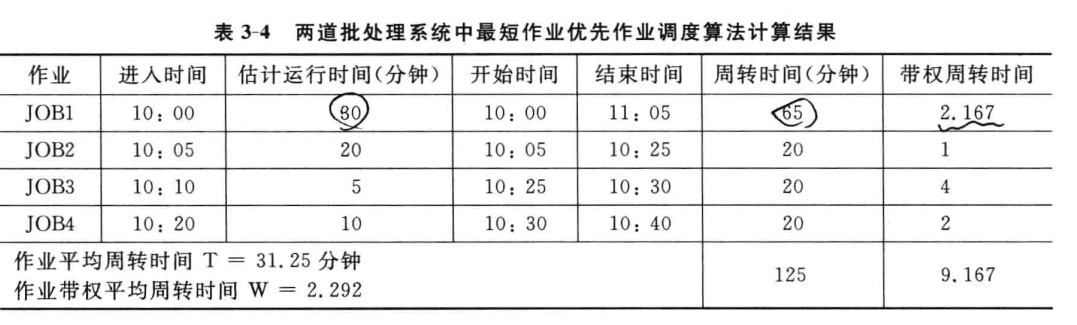 表 3-4 两道批处理系统中最短作业优先作业调度算法计算结果
作业 进入时间 估计运行时间(分钟) 开始时间 结束时间 周转时间(分钟) 带权周转时间
JOB1 10:00 30 10:00 11:05 65 2.167
JOB2 10:05 20 10:05 10:25 20 1
JOB3 10:10 5 10:25 10:30 20 4
JOB4 10:20 10 10:30 10:40 20 2
作业平均周转时间 T = 31.25 分钟
作业带权平均周转时间 W = 2.292
125 9.167